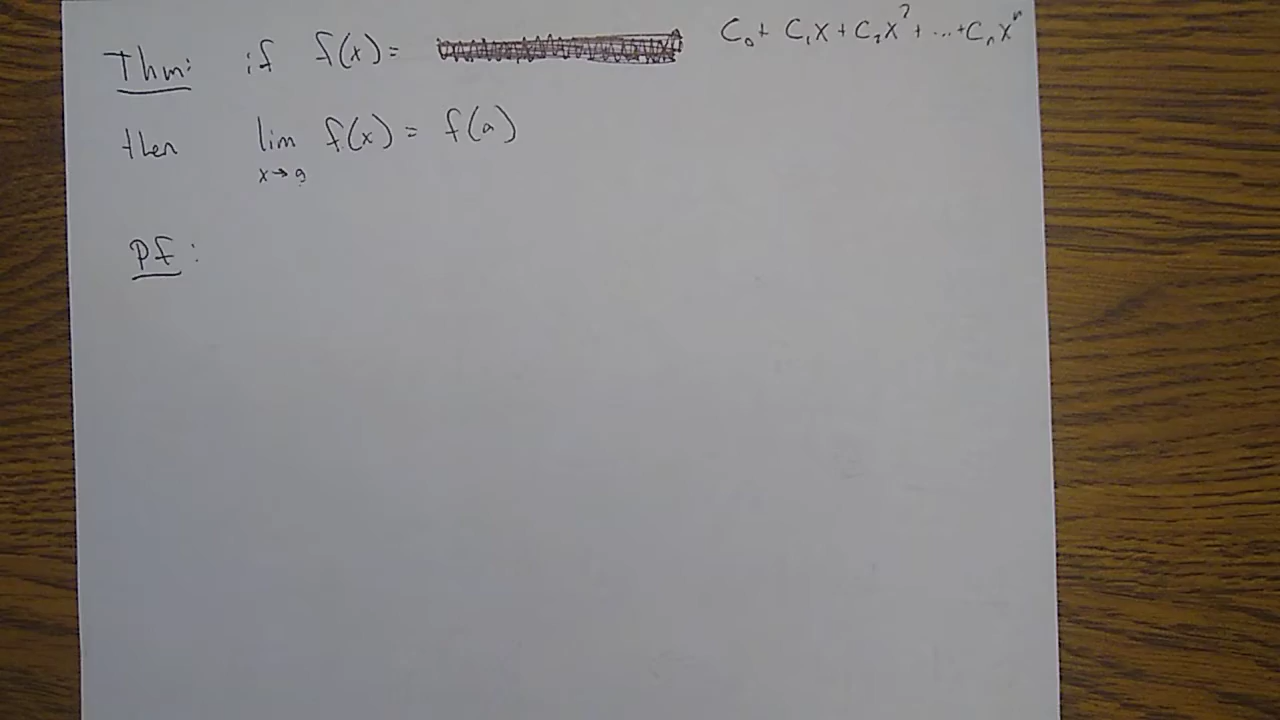 Thm: if f(x) = C₀ + C₁x + C₂x² + ... + Cₙxⁿ
then lim f(x) = f(a)
x→a
Pf: